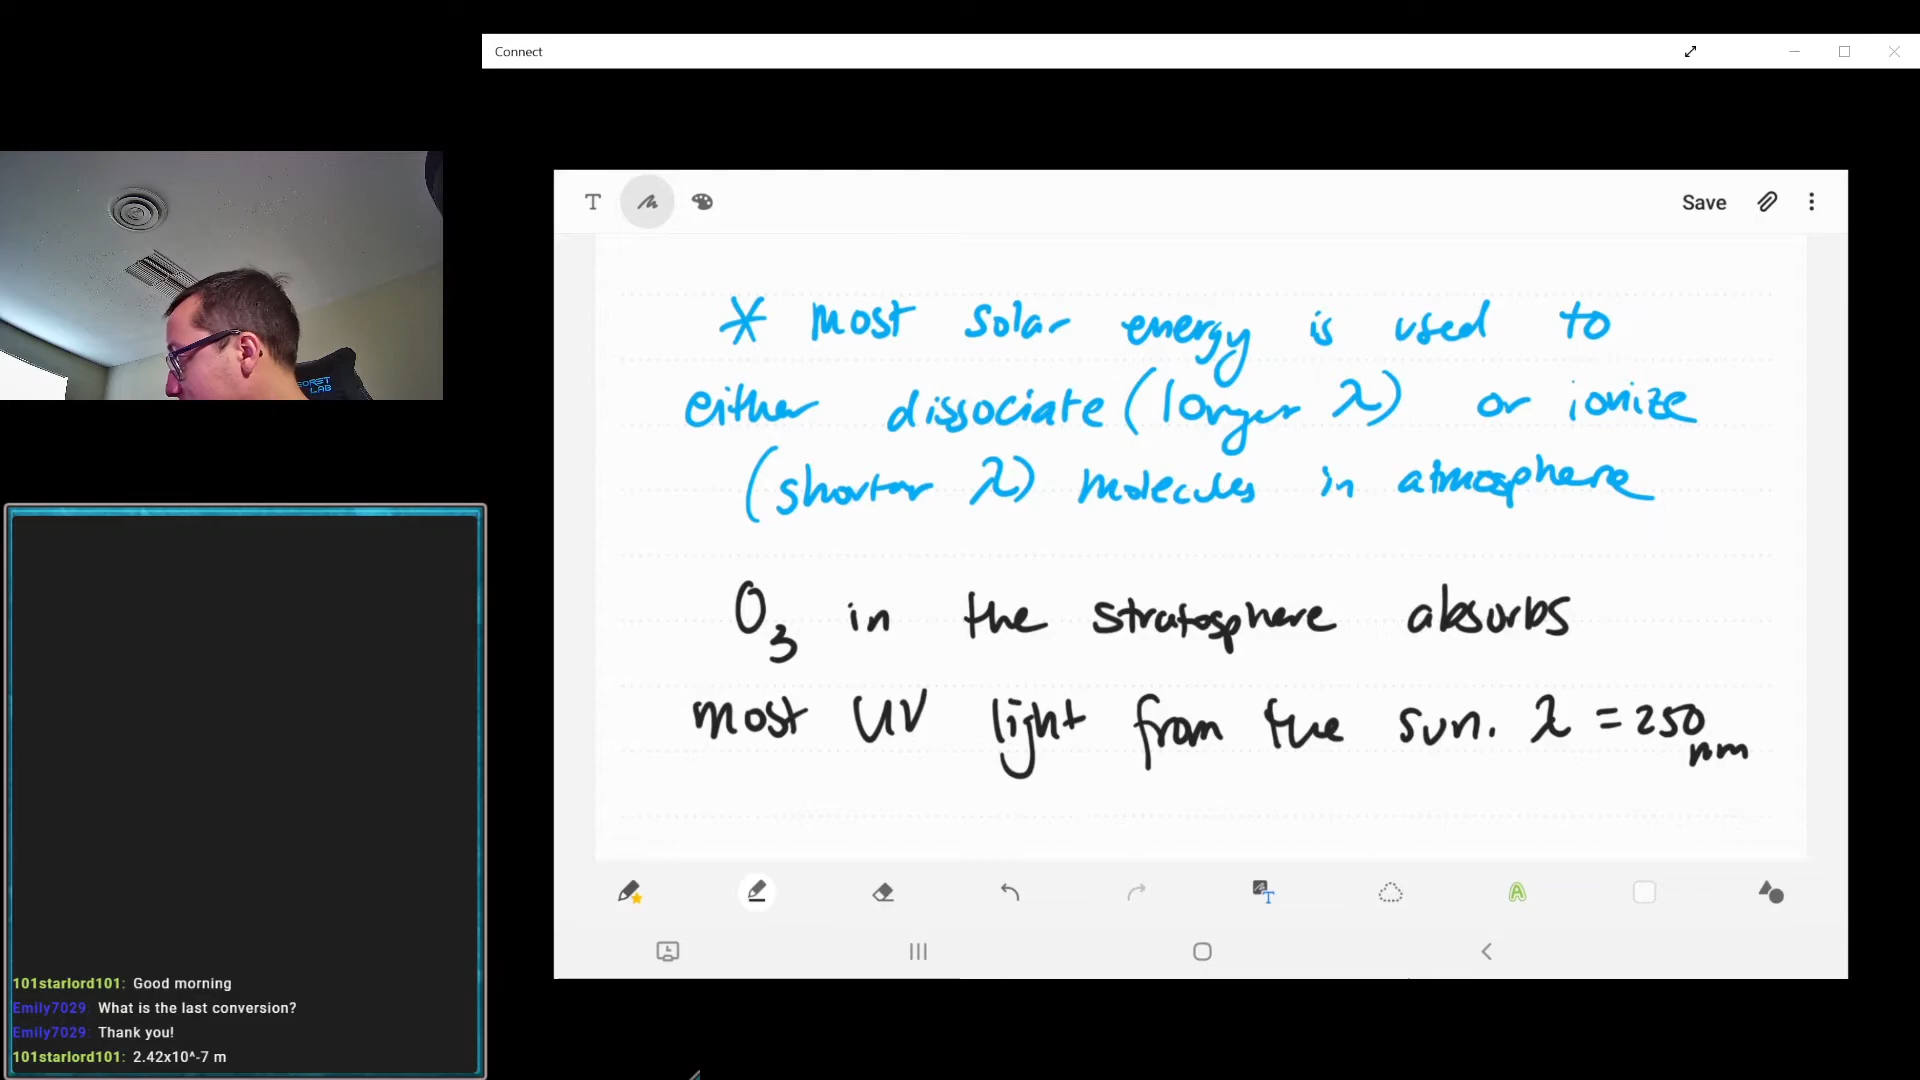 Connect
SECRET
LAB
T
Save
* most solar energy is used to
either dissociate (longer λ) or ionize
(shorter λ) molecules in atmosphere
O₃ in the stratosphere absorbs
most UV light from the sun. λ = 250
nm
T
A
101starlord101: Good morning
Emily7029: What is the last conversion?
Emily7029: Thank you!
101starlord101: 2.42x10^-7 m